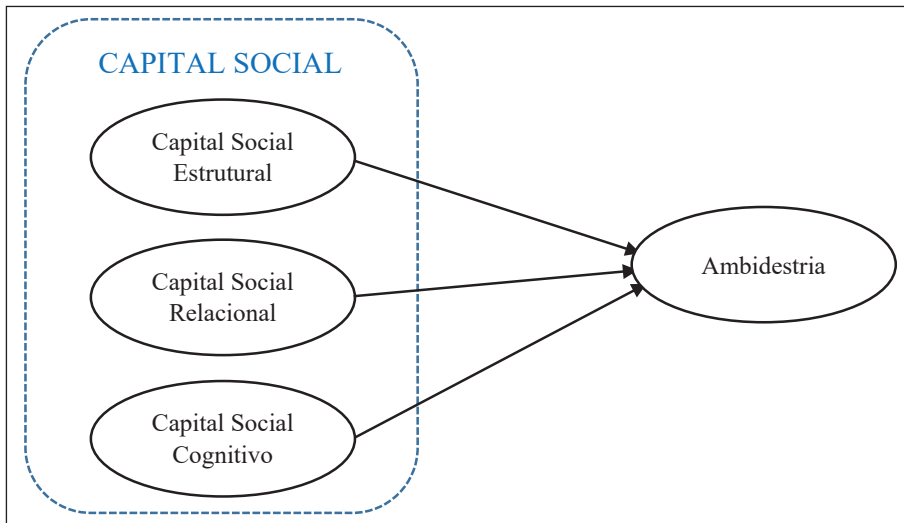 CAPITAL SOCIAL
Capital Social
Estrutural
Capital Social
Relacional
Capital Social
Cognitivo
Ambidestria